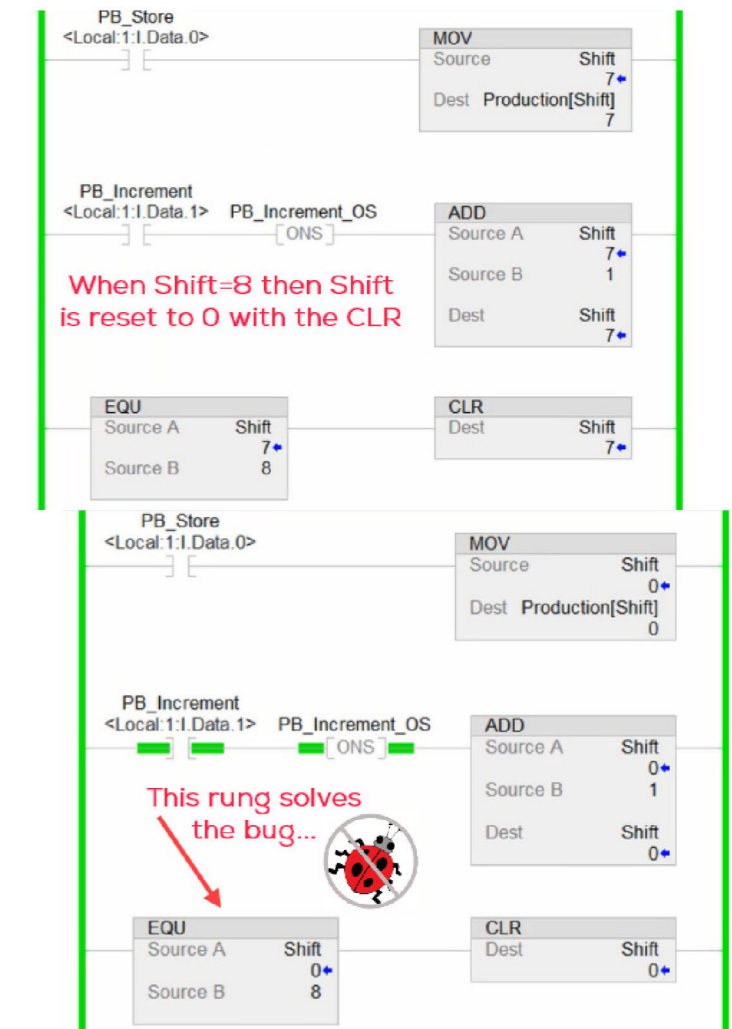 PB_Store
<Local:1:I.Data.0>
MOV
Source Shift
7
Dest Production[Shift]
7
PB_Increment
<Local:1:I.Data.1> PB_Increment_OS
ONS
ADD
Source A Shift
7
Source B 1
Dest Shift
7
When Shift=8 then Shift
is reset to 0 with the CLR
EQU
Source A Shift
7
Source B 8
CLR
Dest Shift
7
PB_Store
<Local:1:I.Data.0>
MOV
Source Shift
0
Dest Production[Shift]
0
PB_Increment
<Local:1:I.Data.1> PB_Increment_OS
ONS
ADD
Source A Shift
0
Source B 1
Dest Shift
0
This rung solves
the bug...
EQU
Source A Shift
0
Source B 8
CLR
Dest Shift
0